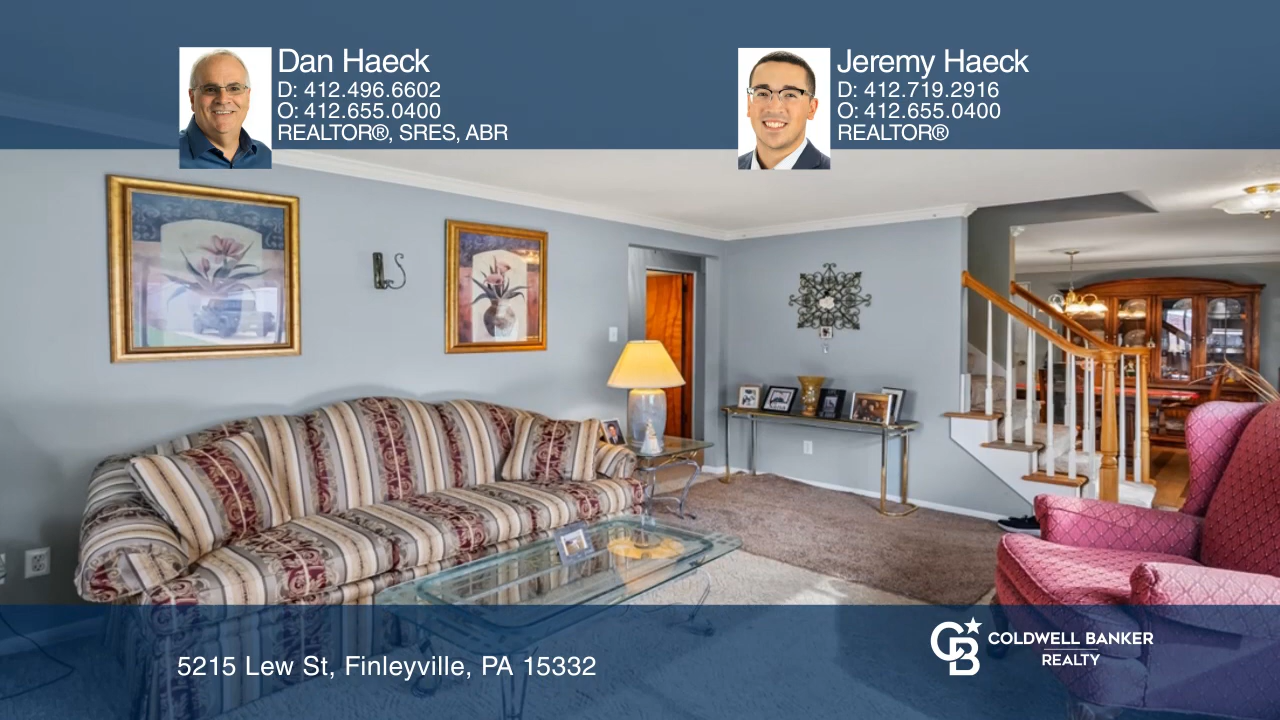 Dan Haeck
D: 412.496.6602
O: 412.655.0400
REALTOR®, SRES, ABR
Jeremy Haeck
D: 412.719.2916
O: 412.655.0400
REALTOR®
5215 Lew St, Finleyville, PA 15332
CB
COLDWELL BANKER
REALTY